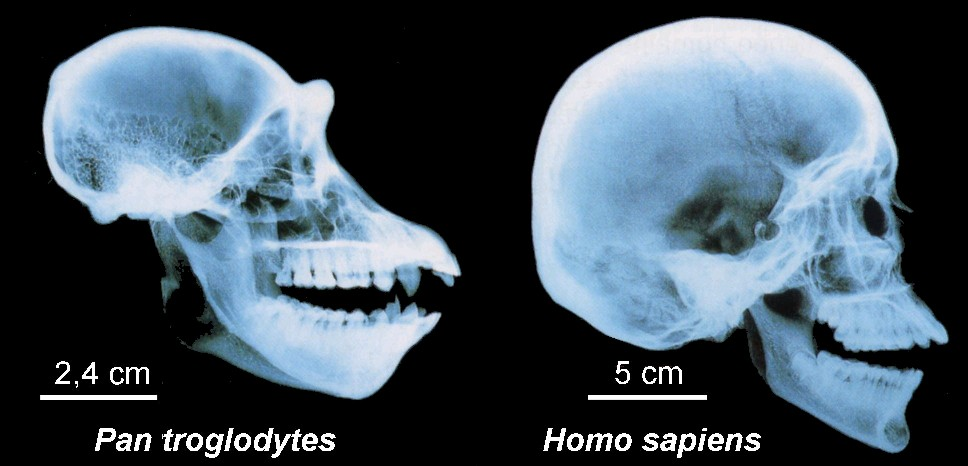 2,4 cm
5 cm
Pan troglodytes
Homo sapiens